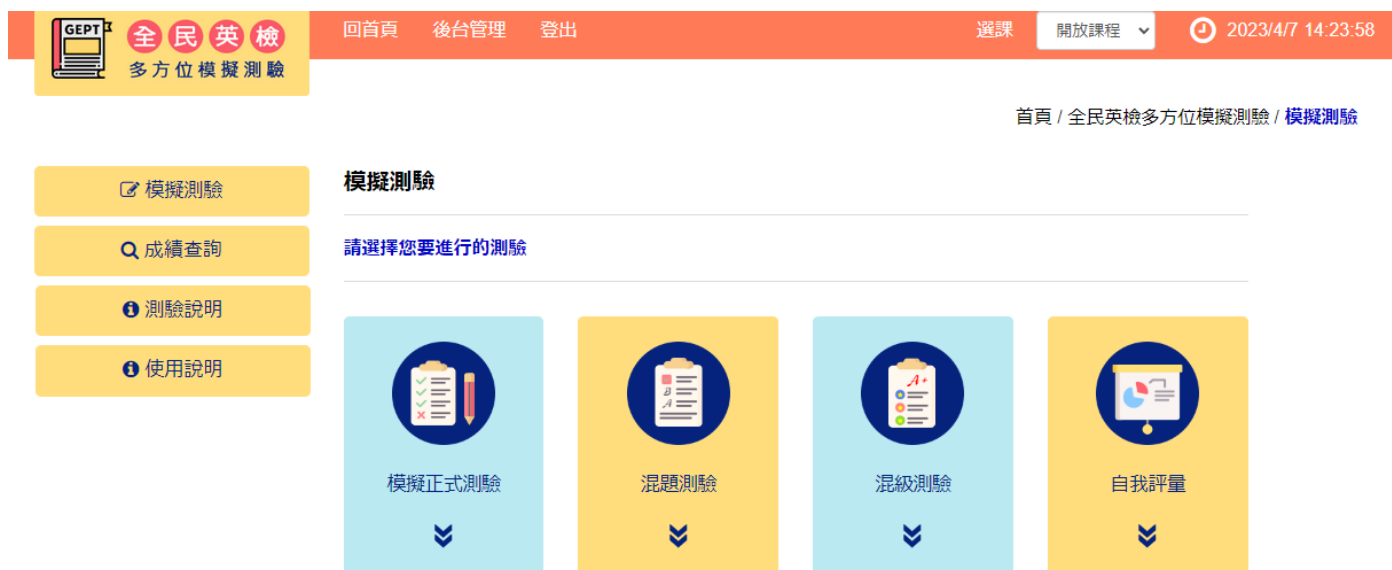 GEPT 全民英檢
多方位模擬測驗
回首頁 後台管理 登出 選課 開放課程 2023/4/7 14:23:58
首頁 / 全民英檢多方位模擬測驗 / 模擬測驗
模擬測驗
成績查詢
測驗說明
使用說明
模擬測驗
請選擇您要進行的測驗
模擬正式測驗
混題測驗
B
A
混級測驗
A+
自我評量